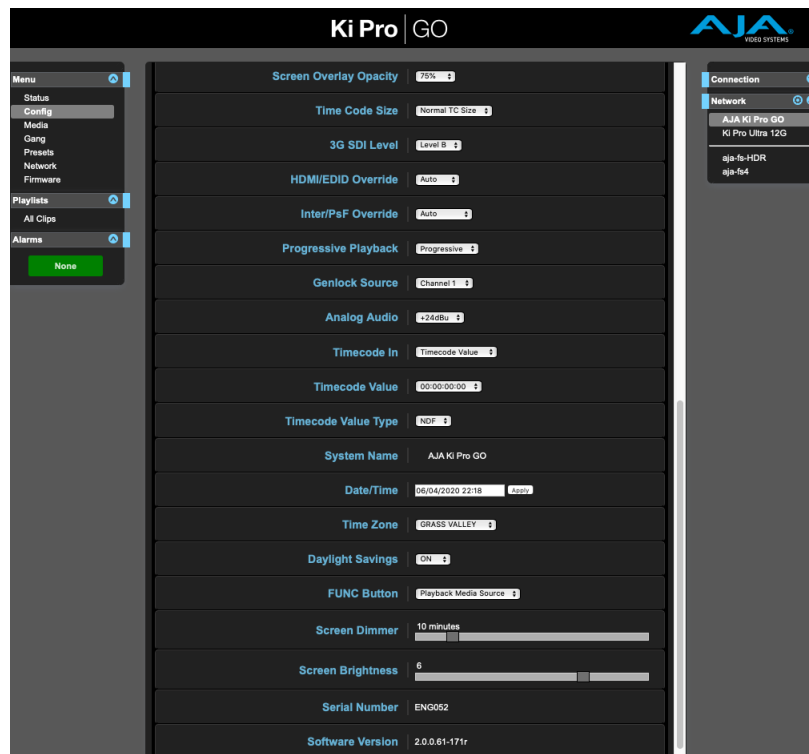 Ki Pro GO
AJA
VIDEO SYSTEMS
Menu
Status
Config
Media
Gang
Presets
Network
Firmware
Playlists
All Clips
Alarms
None
Screen Overlay Opacity 75%
Time Code Size Normal TC Size
3G SDI Level Level B
HDMI/EDID Override Auto
Inter/PsF Override Auto
Progressive Playback Progressive
Genlock Source Channel 1
Analog Audio +24dBu
Timecode In Timecode Value
Timecode Value 00:00:00:00
Timecode Value Type NDF
System Name AJA Ki Pro GO
Date/Time 06/04/2020 22:18 Apply
Time Zone GRASS VALLEY
Daylight Savings ON
FUNC Button Playback Media Source
Screen Dimmer 10 minutes
Screen Brightness 6
Serial Number ENG052
Software Version 2.0.0.61-171r
Connection
Network
AJA Ki Pro GO
Ki Pro Ultra 12G
aja-fs-HDR
aja-fs4